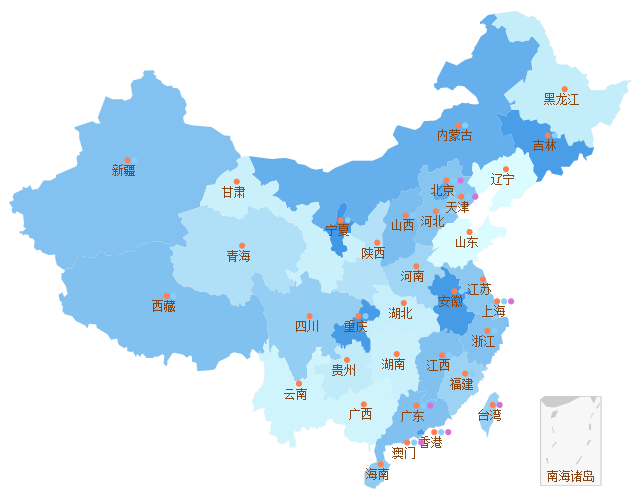 黑龙江
内蒙古
吉林
新疆
辽宁
甘肃
北京
天津
宁夏
山西
河北
山东
陕西
青海
河南
西藏
江苏
安徽
上海
湖北
四川
重庆
浙江
江西
湖南
贵州
福建
云南
广西
广东
台湾
香港
澳门
海南
南海诸岛